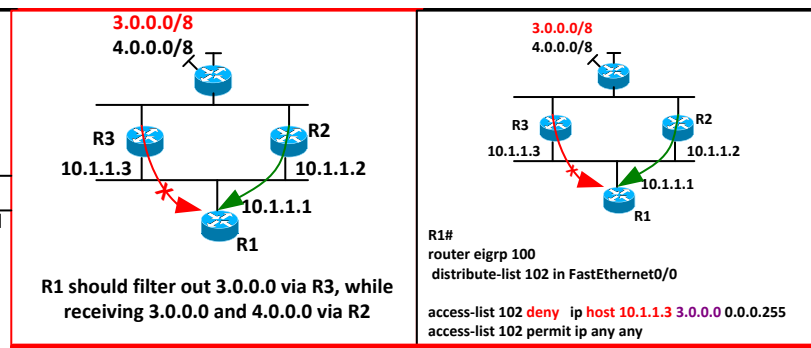 3.0.0.0/8
4.0.0.0/8
R3
R2
10.1.1.3
10.1.1.2
10.1.1.1
R1
R1 should filter out 3.0.0.0 via R3, while
receiving 3.0.0.0 and 4.0.0.0 via R2
3.0.0.0/8
4.0.0.0/8
R3
R2
10.1.1.3
10.1.1.2
10.1.1.1
R1
R1#
router eigrp 100
distribute-list 102 in FastEthernet0/0
access-list 102 deny ip host 10.1.1.3 3.0.0.0 0.0.0.255
access-list 102 permit ip any any